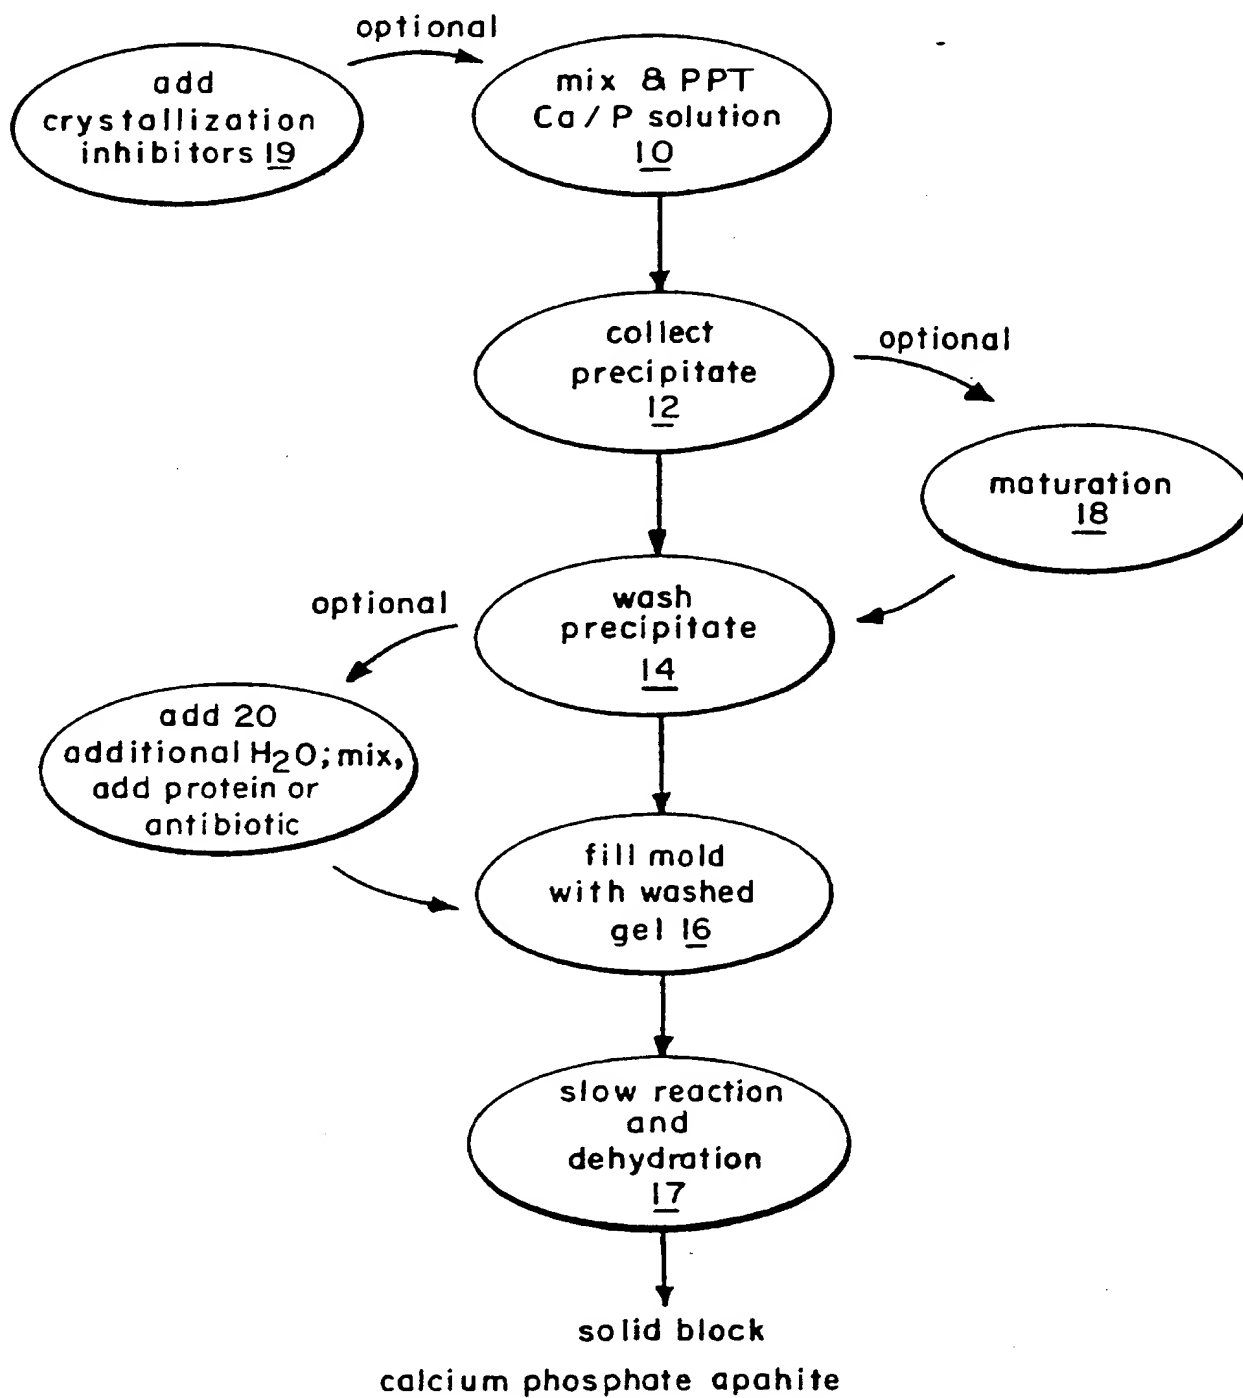 optional
add
crystallization
inhibitors 19
mix & PPT
Ca / P solution
10
collect
precipitate
12
optional
maturation
18
wash
precipitate
14
optional
add 20
additional H₂O; mix,
add protein or
antibiotic
fill mold
with washed
gel 16
slow reaction
and
dehydration
17
solid block
calcium phosphate apahite